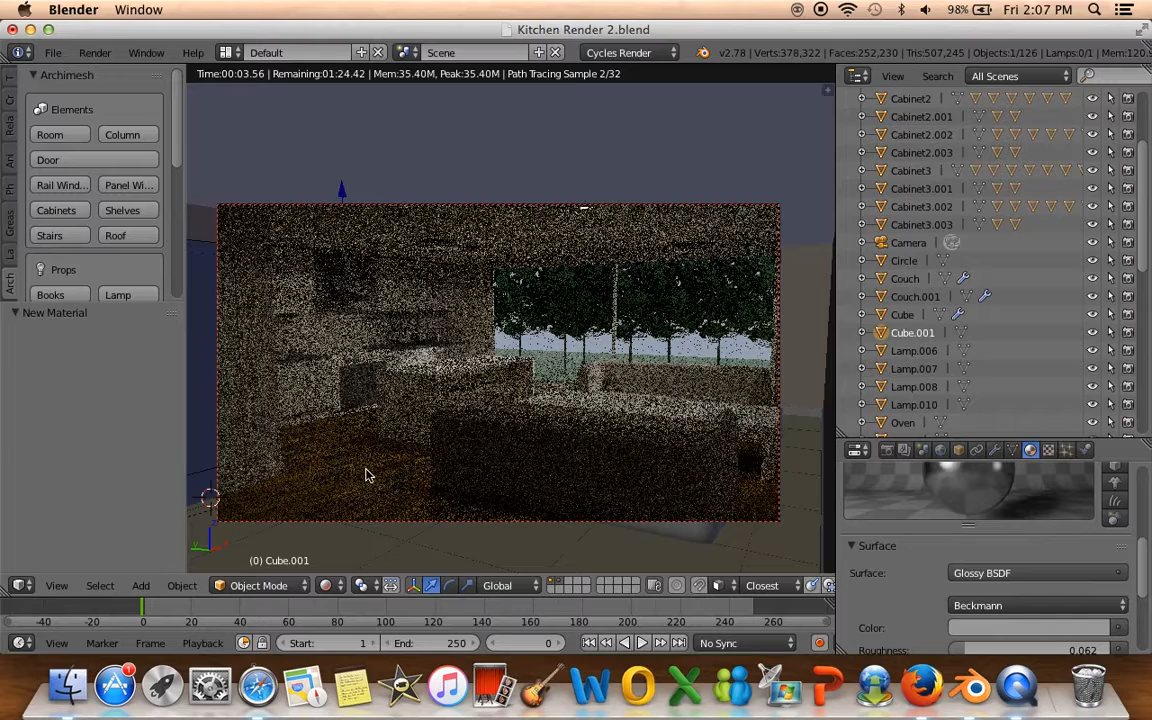 Blender Window 98% Fri 2:07 PM
Kitchen Render 2.blend
File Render Window Help Default Scene Cycles Render v2.78 | Verts:378,322 | Faces:252,230 | Tris:507,245 | Objects:1/126 | Lamps:0/1 | Mem:120.
Archimesh
Elements
Room Column
Door
Rail Wind... Panel Wi...
Cabinets Shelves
Stairs Roof
Props
Books Lamp
New Material
Cr
Rela
Ani
Ph
Greas
La
Arch
Time:00:03.56 | Remaining:01:24.42 | Mem:35.40M, Peak:35.40M | Path Tracing Sample 2/32
(0) Cube.001
View Select Add Object Object Mode Global Closest
-40 -20 0 20 40 60 80 100 120 140 160 180 200 220 240 260
View Marker Frame Playback Start: 1 End: 250 0 No Sync
View Search All Scenes
Cabinet2
Cabinet2.001
Cabinet2.002
Cabinet2.003
Cabinet3
Cabinet3.001
Cabinet3.002
Cabinet3.003
Camera
Circle
Couch
Couch.001
Cube
Cube.001
Lamp.006
Lamp.007
Lamp.008
Lamp.010
Oven
Surface
Surface: Glossy BSDF
Beckmann
Color:
Roughness: 0.062